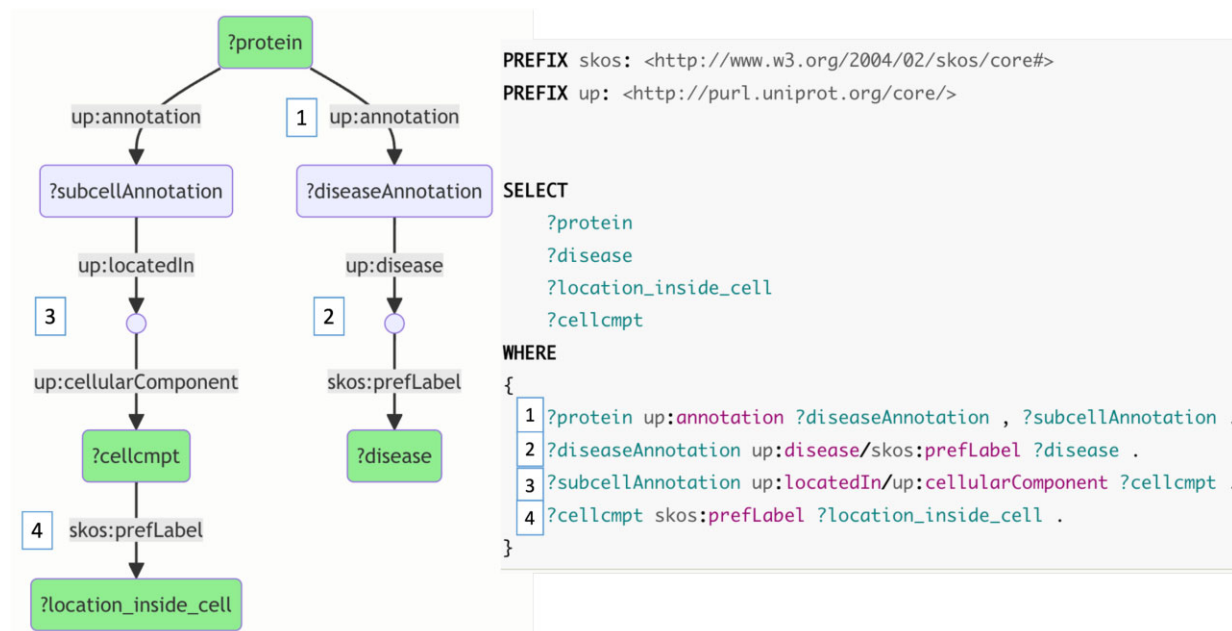 ?protein
up:annotation
1
up:annotation
?subcellAnnotation
?diseaseAnnotation
up:locatedIn
up:disease
3
2
up:cellularComponent
skos:prefLabel
?cellcmpt
?disease
4
skos:prefLabel
?location_inside_cell
PREFIX skos: <http://www.w3.org/2004/02/skos/core#>
PREFIX up: <http://purl.uniprot.org/core/>
SELECT
?protein
?disease
?location_inside_cell
?cellcmpt
WHERE
{
1 ?protein up:annotation ?diseaseAnnotation , ?subcellAnnotation .
2 ?diseaseAnnotation up:disease/skos:prefLabel ?disease .
3 ?subcellAnnotation up:locatedIn/up:cellularComponent ?cellcmpt .
4 ?cellcmpt skos:prefLabel ?location_inside_cell .
}